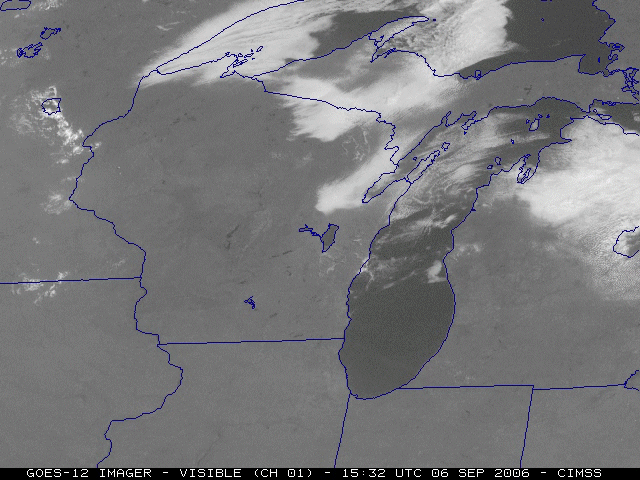 GOES-12 IMAGER - VISIBLE (CH 01) - 15:32 UTC 06 SEP 2006 - CIMSS